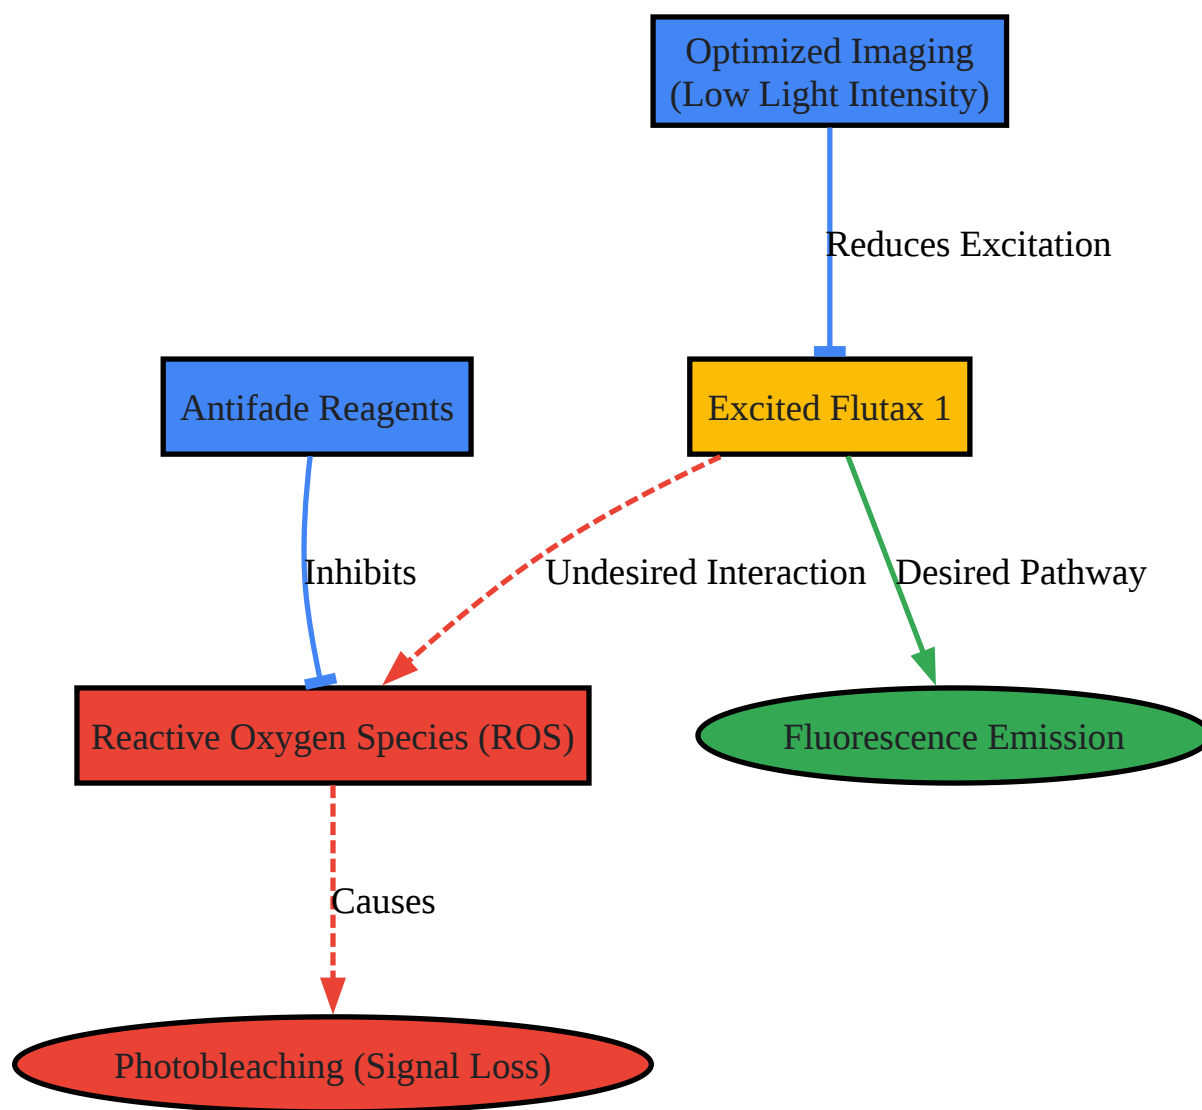 Optimized Imaging
(Low Light Intensity)
Reduces Excitation
Antifade Reagents
Excited Flutax 1
Inhibits
Undesired Interaction
Desired Pathway
Reactive Oxygen Species (ROS)
Fluorescence Emission
Causes
Photobleaching (Signal Loss)